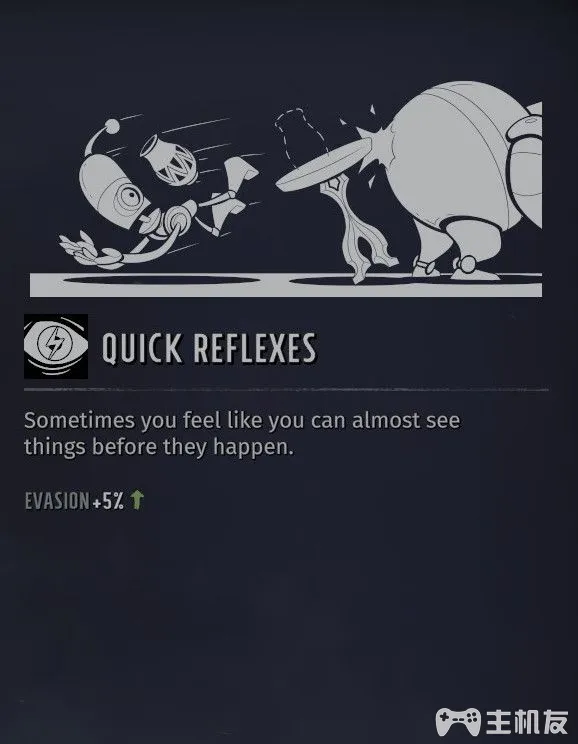 QUICK REFLEXES
Sometimes you feel like you can almost see
things before they happen.
EVASION +5%
主机友